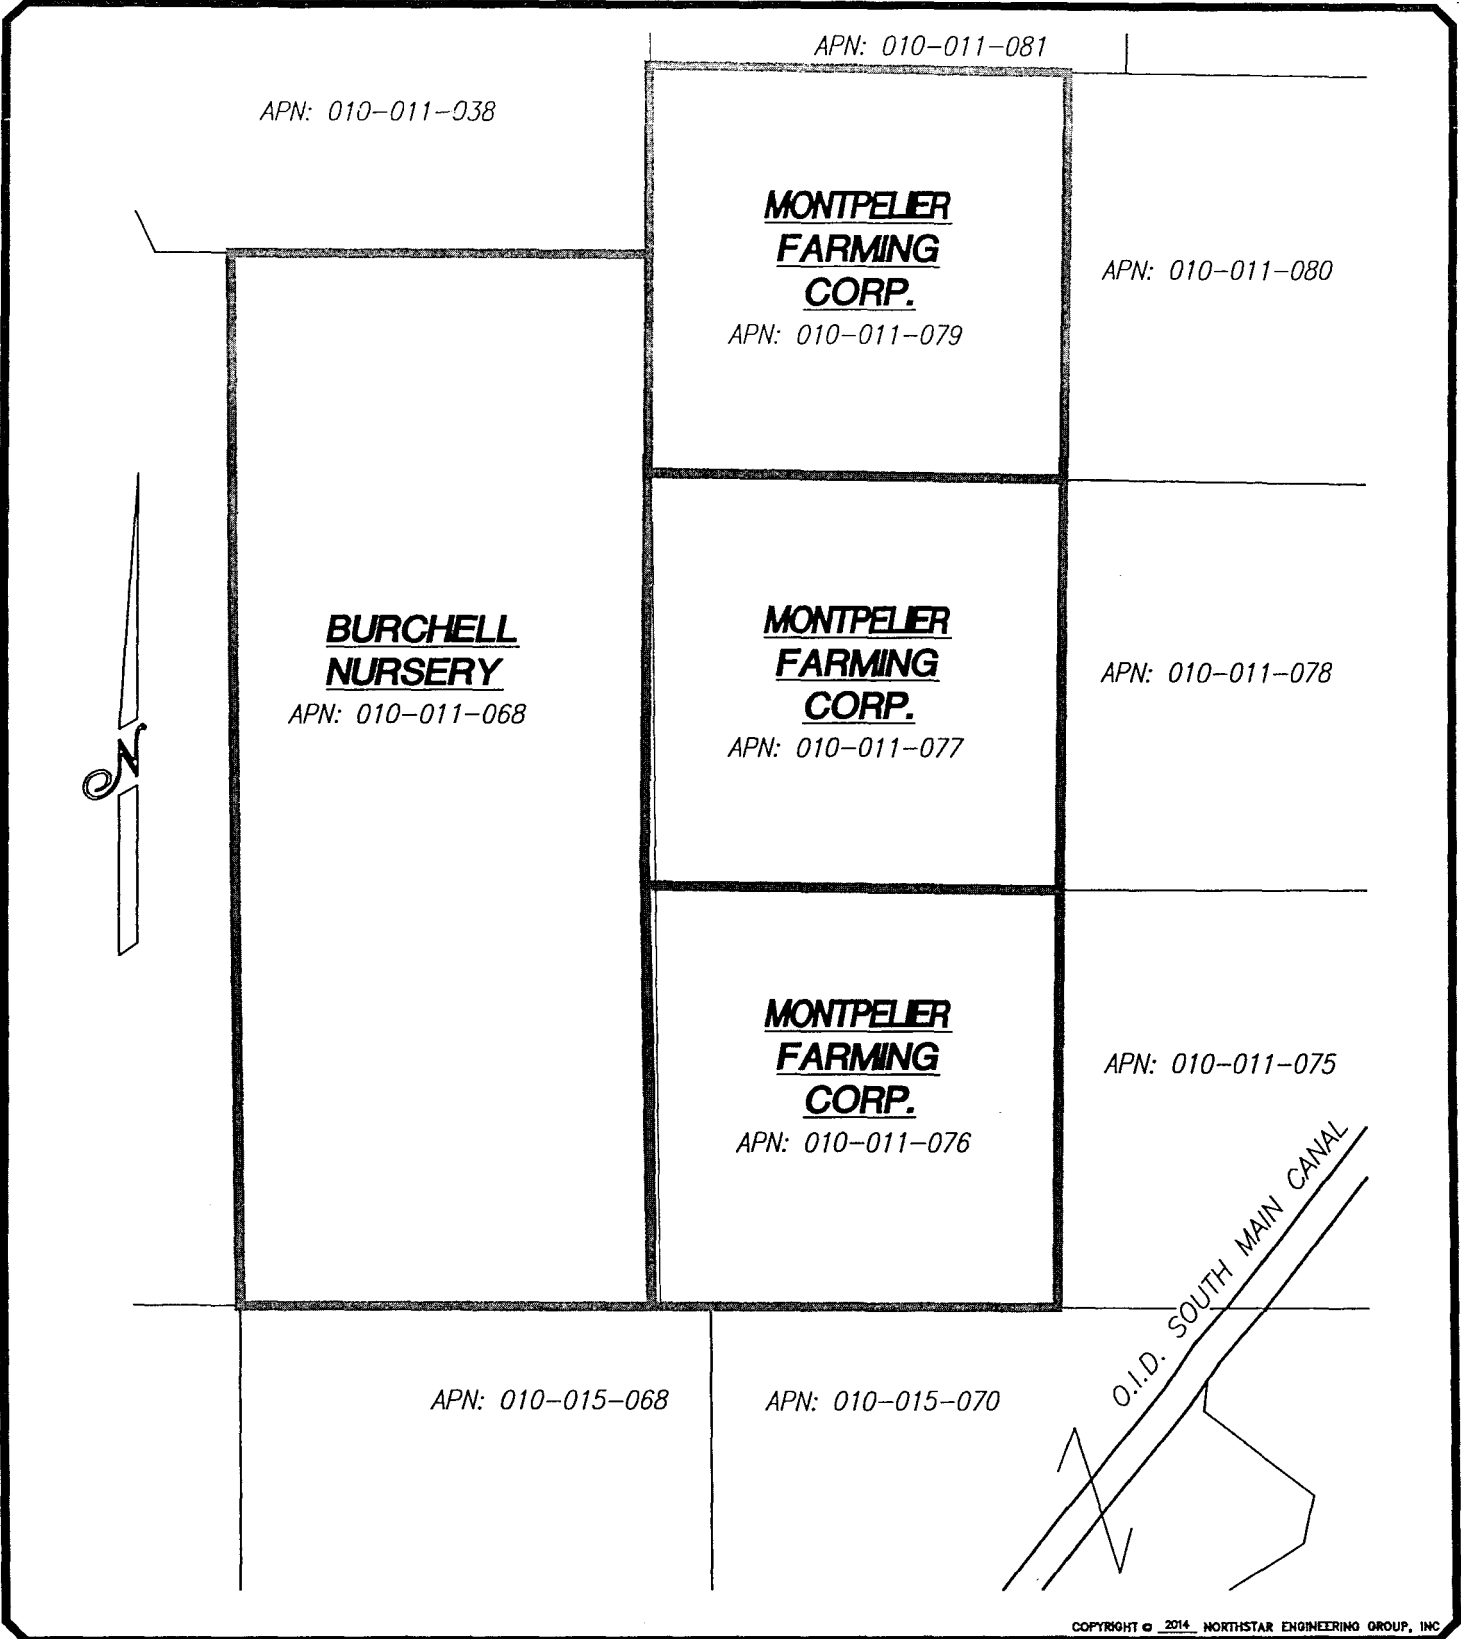 APN: 010-011-081
APN: 010-011-038
MONTPELIER
FARMING
CORP.
APN: 010-011-079
APN: 010-011-080
BURCHELL
NURSERY
APN: 010-011-068
MONTPELIER
FARMING
CORP.
APN: 010-011-077
APN: 010-011-078
N
MONTPELIER
FARMING
CORP.
APN: 010-011-076
APN: 010-011-075
O.I.D. SOUTH MAIN CANAL
APN: 010-015-068
APN: 010-015-070
COPYRIGHT © 2014 NORTHSTAR ENGINEERING GROUP, INC